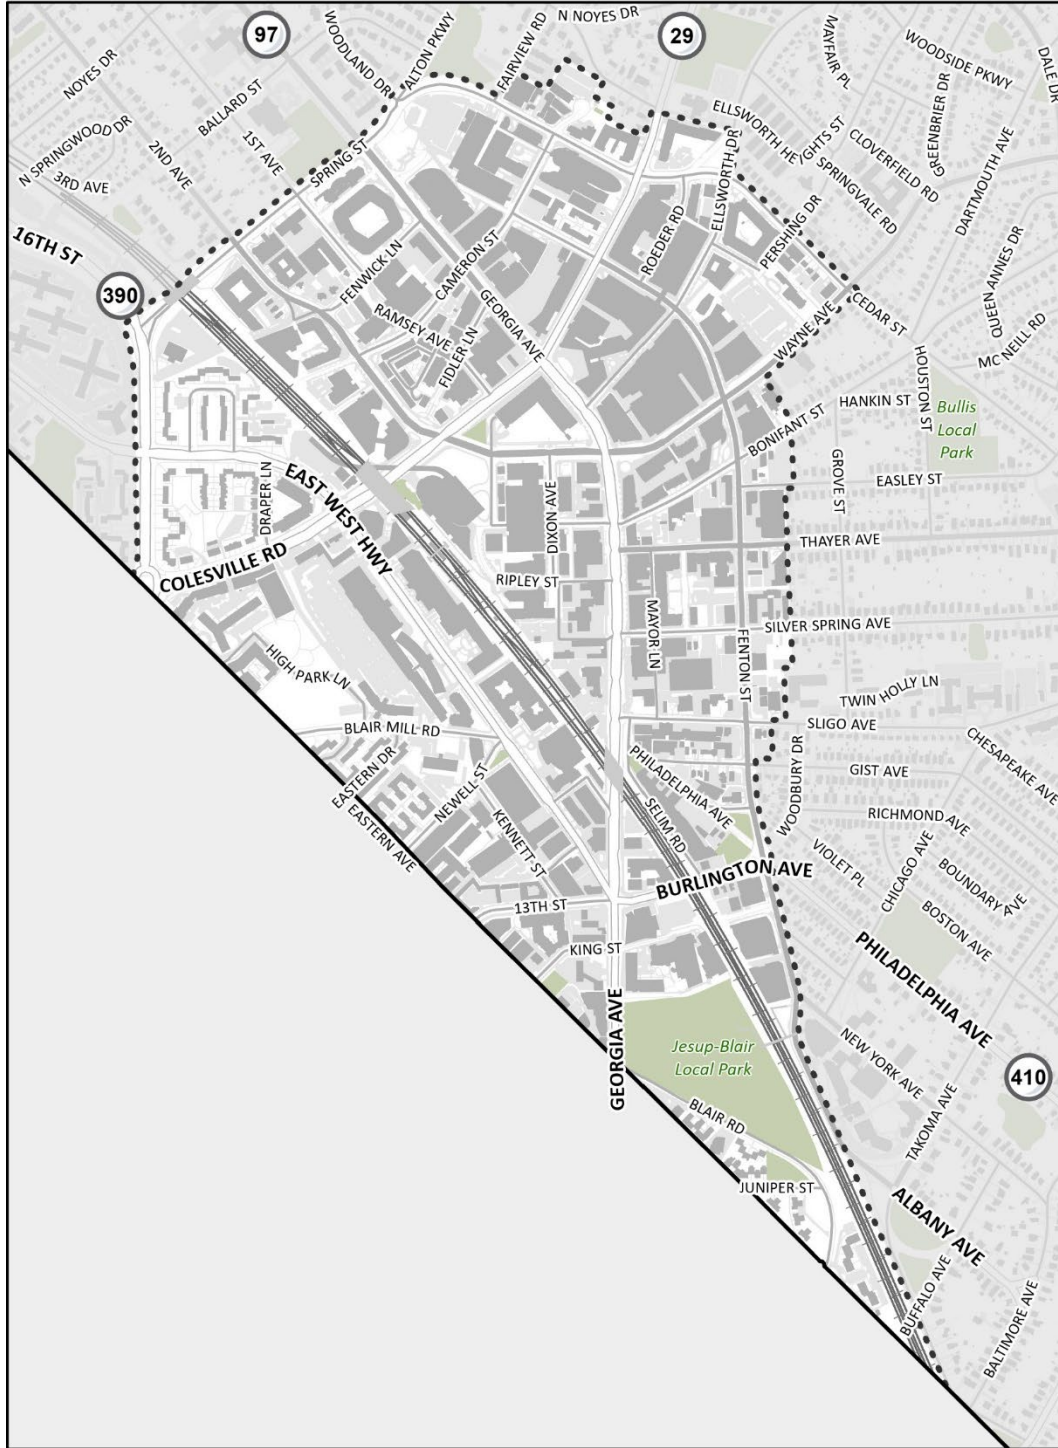 N NOYES DR
97
29
WOODLAND DR
ALTON PKWY
FAIRVIEW RD
MAYFAIR PL
WOODSIDE PKWY
DALE DR
NOYES DR
BALLARD ST
1ST AVE
2ND AVE
N SPRINGWOOD DR
3RD AVE
SPRING ST
ELLSWORTH HEIGHTS ST
CLOVERFIELD RD
GREENBRIER DR
DARTMOUTH AVE
SPRINGVALE RD
ELLSWORTH DR
PERSHING DR
ROEDER RD
16TH ST
390
FENWICK LN
CAMERON ST
RAMSEY AVE
FIDLER LN
GEORGIA AVE
WAYNE AVE
CEDAR ST
QUEEN ANNES DR
MC NEILL RD
HOUSTON ST
HANKIN ST
Bullis
Local
Park
BONIFANT ST
GROVE ST
EASLEY ST
DRAPER LN
EAST WEST HWY
COLESVILLE RD
DIXON AVE
THAYER AVE
RIPLEY ST
MAYOR LN
FENTON ST
SILVER SPRING AVE
HIGH PARK LN
TWIN HOLLY LN
BLAIR MILL RD
SLIGO AVE
CHESAPEAKE AVE
EASTERN DR
EASTERN AVE
NEWELL ST
KENNETT ST
PHILADELPHIA AVE
SELIM RD
WOODBURY DR
GIST AVE
RICHMOND AVE
VIOLET PL
CHICAGO AVE
BOUNDARY AVE
BOSTON AVE
BURLINGTON AVE
13TH ST
KING ST
PHILADELPHIA AVE
GEORGIA AVE
Jesup-Blair
Local Park
NEW YORK AVE
410
BLAIR RD
TAKOMA AVE
JUNIPER ST
ALBANY AVE
BUFFALO AVE
BALTIMORE AVE